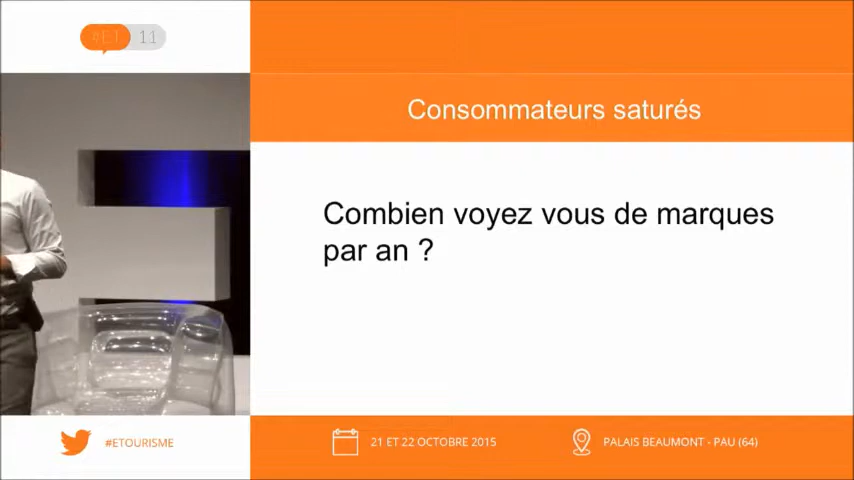 #ET 11
Consommateurs saturés
Combien voyez vous de marques
par an ?
#ETOURISME
21 ET 22 OCTOBRE 2015
PALAIS BEAUMONT - PAU (64)